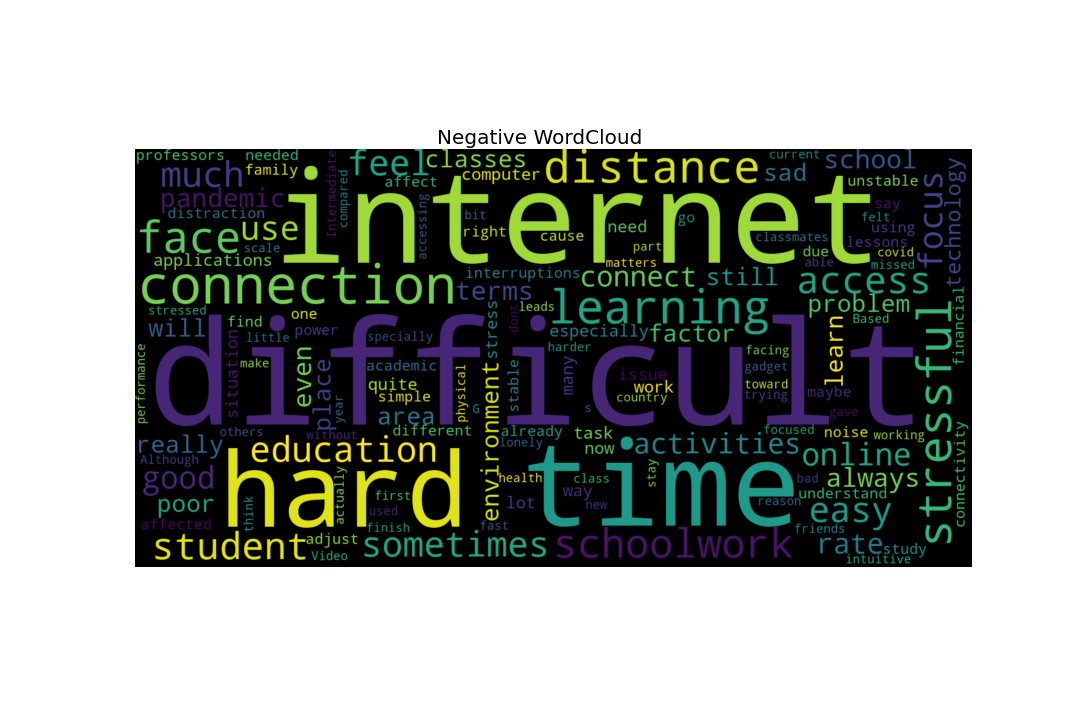 Negative WordCloud
professors
needed
family
much
pandemic
distraction
Intermediate
compared
feel
classes
affect
computer
distance
current
school
sad
unstable
focus
technology
face
use
scale
applications
accessing
internet
bit
right
cause
need
part
matters
go
classmates
say
felt
using
lessons
due
able
covid
missed
connection
terms
interruptions
connect
still
access
stressed
will
find
little
one
power
leads
dont
learning
especially
factor
problem
Based
financial
specially
harder
stress
difficult
performance
situation
make
even
place
year
academic
quite
simple
area
physical
G
stable
many
s
issue
work
country
facing
gadget
toward
trying
learn
maybe
gave
stressful
others
without
different
already
lonely
task
now
activities
focused
noise
working
really
Although
education
environment
online
good
hard
time
health
lot
class
way
new
stay
bad
reason
understand
always
connectivity
poor
affected
think
actually
first
used
finish
fast
easy
friends
student
adjust
Video
sometimes
schoolwork
rate
study
intuitive